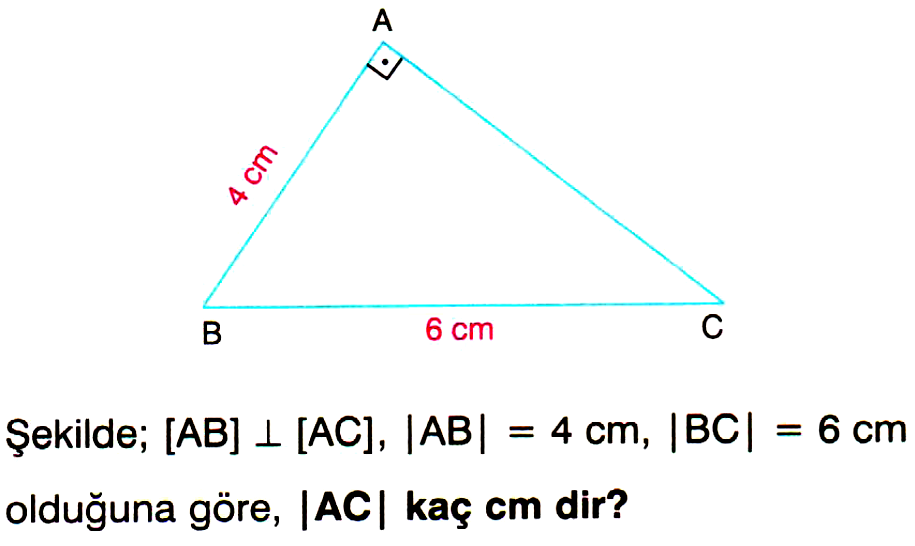 A
4 cm
B
6 cm
C
Şekilde; [AB] ⊥ [AC], |AB| = 4 cm, |BC| = 6 cm
olduğuna göre, |AC| kaç cm dir?